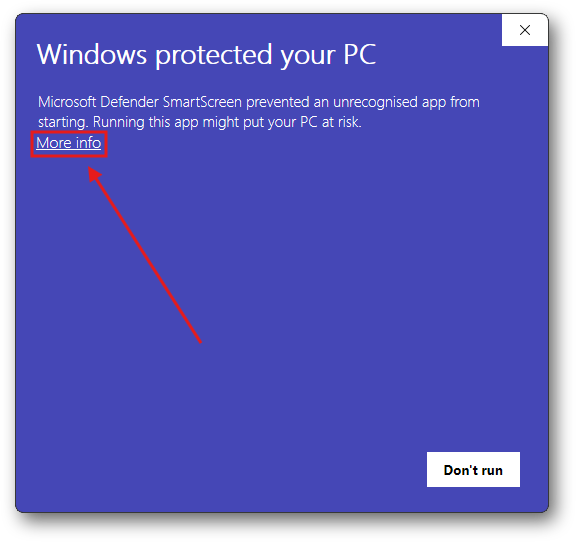 Windows protected your PC
Microsoft Defender SmartScreen prevented an unrecognised app from
starting. Running this app might put your PC at risk.
More info
Don't run